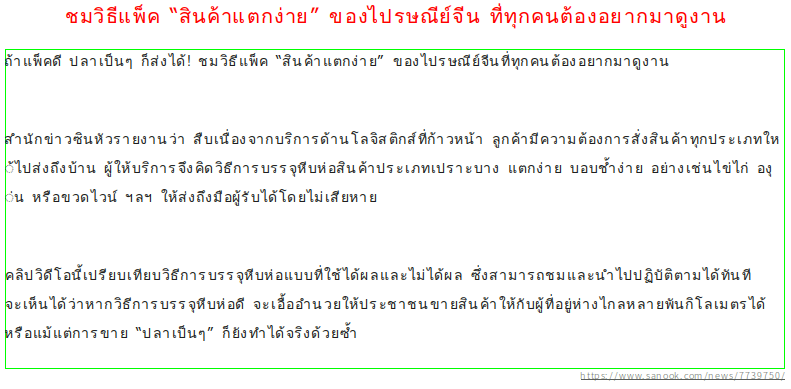 ชมวิธีแพ็ค “สินค้าแตกง่าย” ของไปรษณีย์จีน ที่ทุกคนต้องอยากมาดูงาน
ถ้าแพ็คดี ปลาเป็นๆ ก็ส่งได้! ชมวิธีแพ็ค “สินค้าแตกง่าย” ของไปรษณีย์จีนที่ทุกคนต้องอยากมาดูงาน
สำนักข่าวซินหัวรายงานว่า สืบเนื่องจากบริการด้านโลจิสติกส์ที่ก้าวหน้า ลูกค้ามีความต้องการสั่งสินค้าทุกประเภทให
้ไปส่งถึงบ้าน ผู้ให้บริการจึงคิดวิธีการบรรจุหีบห่อสินค้าประเภทเปราะบาง แตกง่าย บอบช้ำง่าย อย่างเช่นไข่ไก่ องุ
่น หรือขวดไวน์ ฯลฯ ให้ส่งถึงมือผู้รับได้โดยไม่เสียหาย
คลิปวิดีโอนี้เปรียบเทียบวิธีการบรรจุหีบห่อแบบที่ใช้ได้ผลและไม่ได้ผล ซึ่งสามารถชมและนำไปปฏิบัติตามได้ทันที
จะเห็นได้ว่าหากวิธีการบรรจุหีบห่อดี จะเอื้ออำนวยให้ประชาชนขายสินค้าให้กับผู้ที่อยู่ห่างไกลหลายพันกิโลเมตรได้
หรือแม้แต่การขาย “ปลาเป็นๆ” ก็ยังทำได้จริงด้วยซ้ำ
https://www.sanook.com/news/7739750/